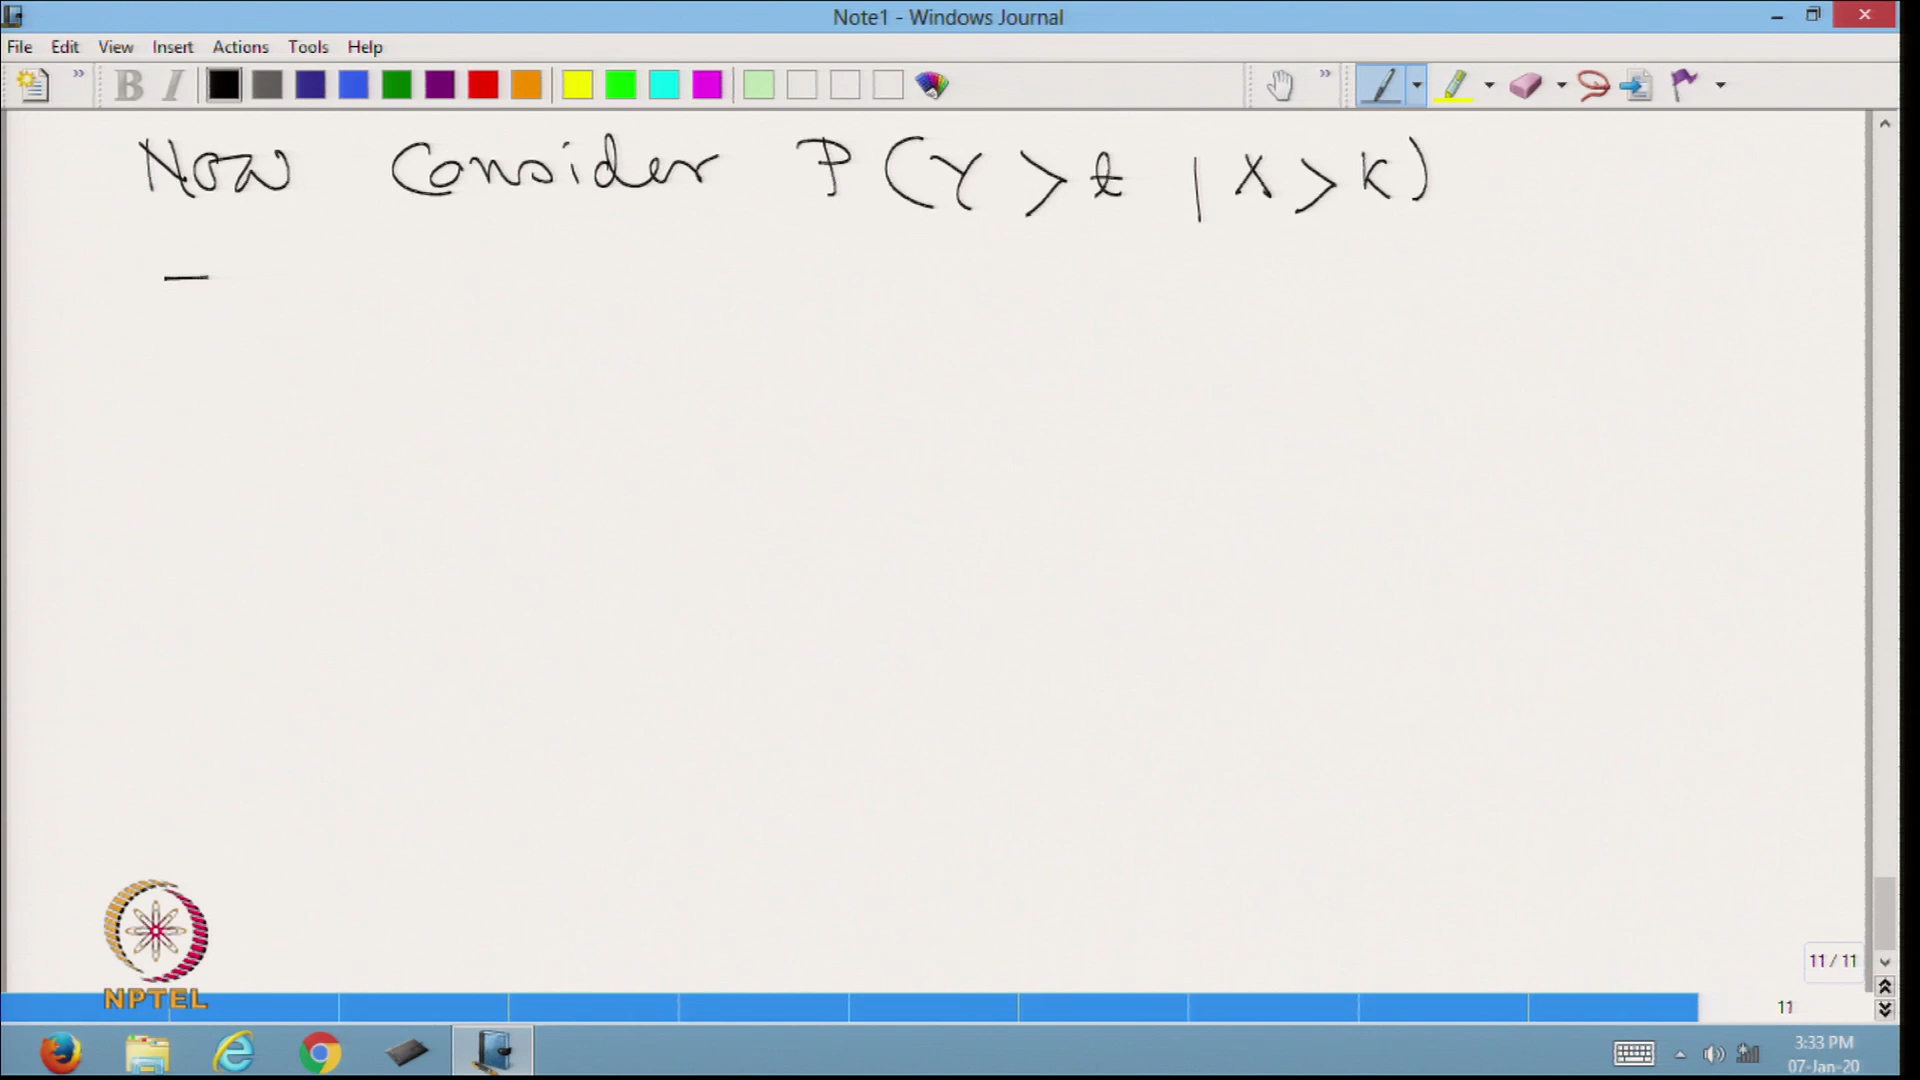 Note1 - Windows Journal
File Edit View Insert Actions Tools Help
B I
Now Consider P(Y > t | X > k)
NPTEL
11 / 11
11
3:33 PM
07-Jan-20